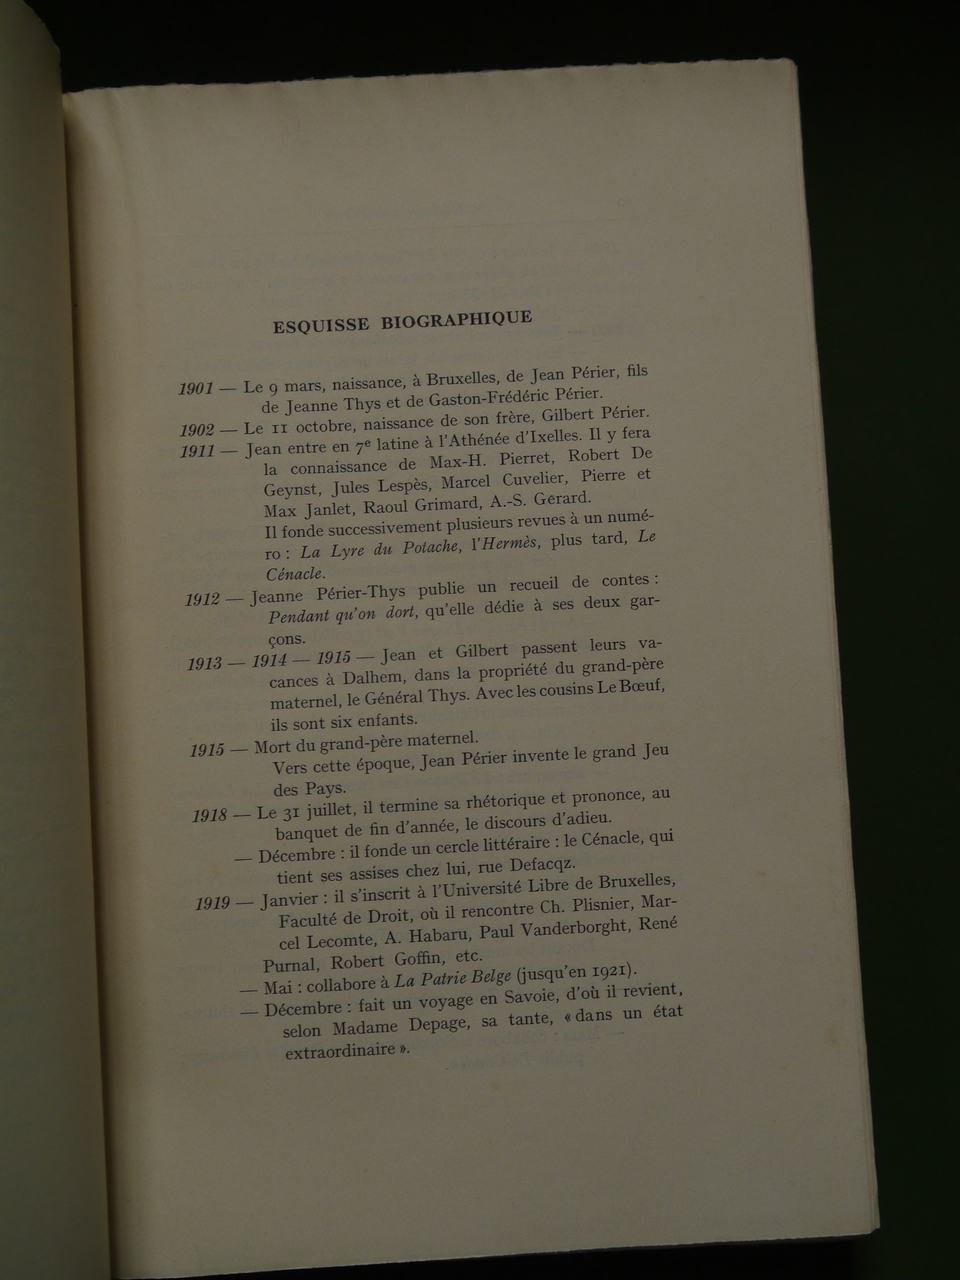 ESQUISSE BIOGRAPHIQUE
1901 — Le 9 mars, naissance, à Bruxelles, de Jean Périer, fils
de Jeanne Thys et de Gaston-Frédéric Périer.
1902 — Le 11 octobre, naissance de son frère, Gilbert Périer.
1911 — Jean entre en 7e latine à l'Athénée d'Ixelles. Il y fera
la connaissance de Max-H. Pierret, Robert De
Geynst, Jules Lespès, Marcel Cuvelier, Pierre et
Max Janlet, Raoul Grimard, A.-S. Gérard.
Il fonde successivement plusieurs revues à un numé-
ro : La Lyre du Potache, l'Hermès, plus tard, Le
Cénacle.
1912 — Jeanne Périer-Thys publie un recueil de contes :
Pendant qu'on dort, qu'elle dédie à ses deux gar-
çons.
1913 — 1914 — 1915 — Jean et Gilbert passent leurs va-
cances à Dalhem, dans la propriété du grand-père
maternel, le Général Thys. Avec les cousins Le Bœuf,
ils sont six enfants.
1915 — Mort du grand-père maternel.
Vers cette époque, Jean Périer invente le grand Jeu
des Pays.
1918 — Le 31 juillet, il termine sa rhétorique et prononce, au
banquet de fin d'année, le discours d'adieu.
— Décembre : il fonde un cercle littéraire : le Cénacle, qui
tient ses assises chez lui, rue Defacqz.
1919 — Janvier : il s'inscrit à l'Université Libre de Bruxelles,
Faculté de Droit, où il rencontre Ch. Plisnier, Mar-
cel Lecomte, A. Habaru, Paul Vanderborght, René
Purnal, Robert Goffin, etc.
— Mai : collabore à La Patrie Belge (jusqu'en 1921).
— Décembre : fait un voyage en Savoie, d'où il revient,
selon Madame Depage, sa tante, « dans un état
extraordinaire ».